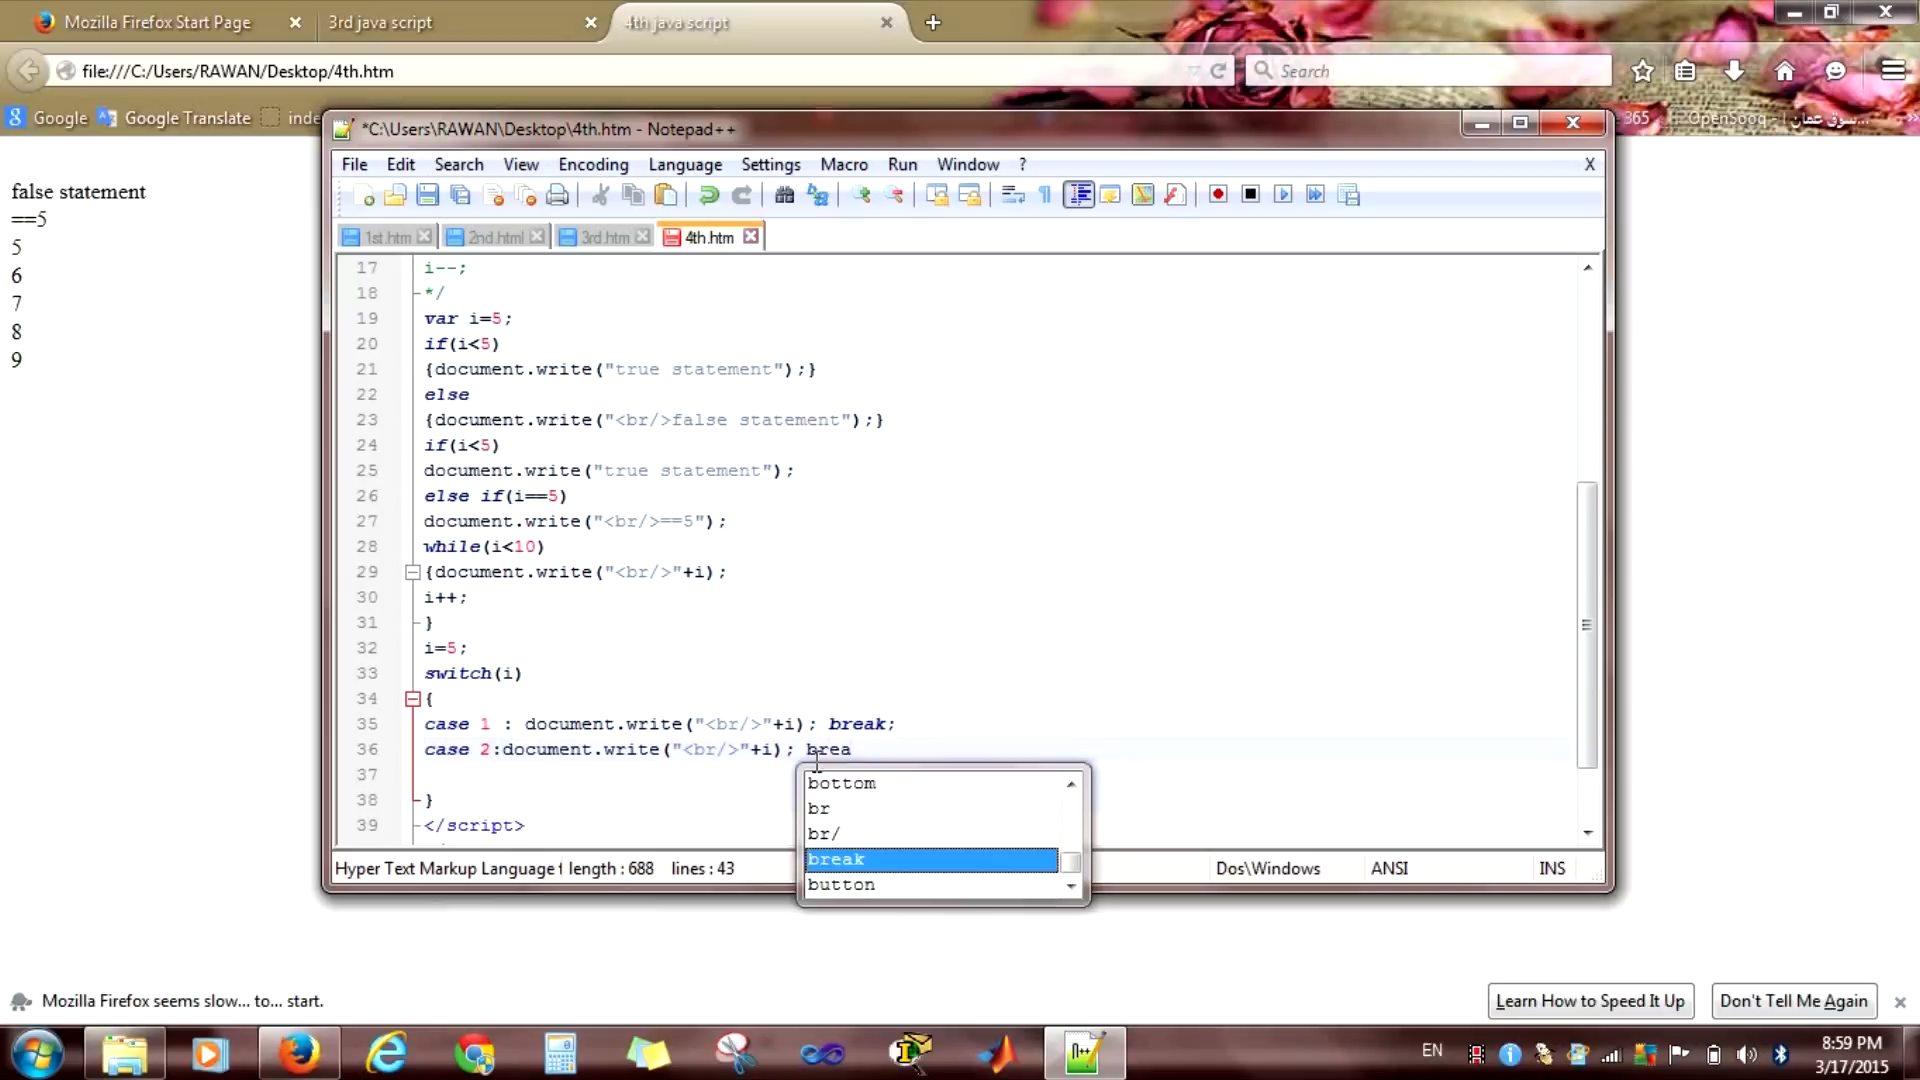 Mozilla Firefox Start Page
3rd java script
4th java script
file:///C:/Users/RAWAN/Desktop/4th.htm
Search
Google
Google Translate
inde
365
OpenSooq - سوق عمان...
*C:\Users\RAWAN\Desktop\4th.htm - Notepad++
File Edit Search View Encoding Language Settings Macro Run Window ? X
1st.htm
2nd.html
3rd.htm
4th.htm
false statement
==5
5
6
7
8
9
17 i--;
18 */
19 var i=5;
20 if(i<5)
21 {document.write("true statement");}
22 else
23 {document.write("<br/>false statement");}
24 if(i<5)
25 document.write("true statement");
26 else if(i==5)
27 document.write("<br/>==5");
28 while(i<10)
29 {document.write("<br/>"+i);
30 i++;
31 }
32 i=5;
33 switch(i)
34 {
35 case 1 : document.write("<br/>"+i); break;
36 case 2:document.write("<br/>"+i); brea
37
38 }
39 </script>
bottom
br
br/
break
button
Hyper Text Markup Language f length : 688 lines : 43
Dos\Windows
ANSI
INS
Mozilla Firefox seems slow... to... start.
Learn How to Speed It Up
Don't Tell Me Again
EN
8:59 PM
3/17/2015